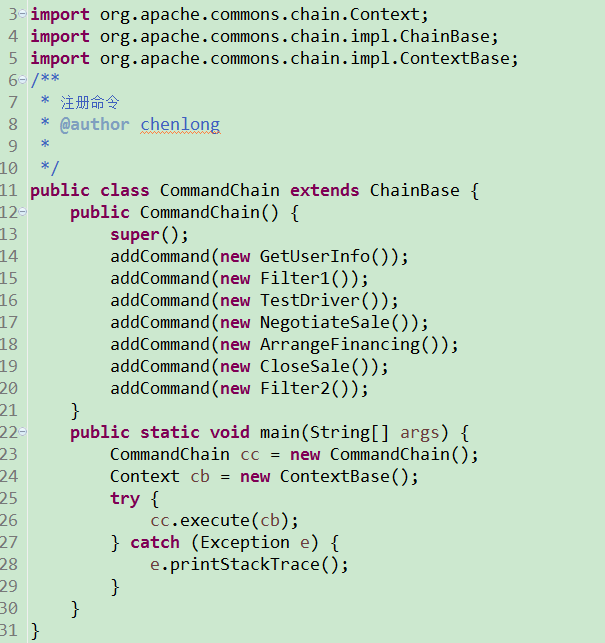 3 import org.apache.commons.chain.Context;
4 import org.apache.commons.chain.impl.ChainBase;
5 import org.apache.commons.chain.impl.ContextBase;
6 /**
7  * 注册命令
8  * @author chenlong
9  *
10  */
11 public class CommandChain extends ChainBase {
12     public CommandChain() {
13         super();
14         addCommand(new GetUserInfo());
15         addCommand(new Filter1());
16         addCommand(new TestDriver());
17         addCommand(new NegotiateSale());
18         addCommand(new ArrangeFinancing());
19         addCommand(new CloseSale());
20         addCommand(new Filter2());
21     }
22     public static void main(String[] args) {
23         CommandChain cc = new CommandChain();
24         Context cb = new ContextBase();
25         try {
26             cc.execute(cb);
27         } catch (Exception e) {
28             e.printStackTrace();
29         }
30     }
31 }